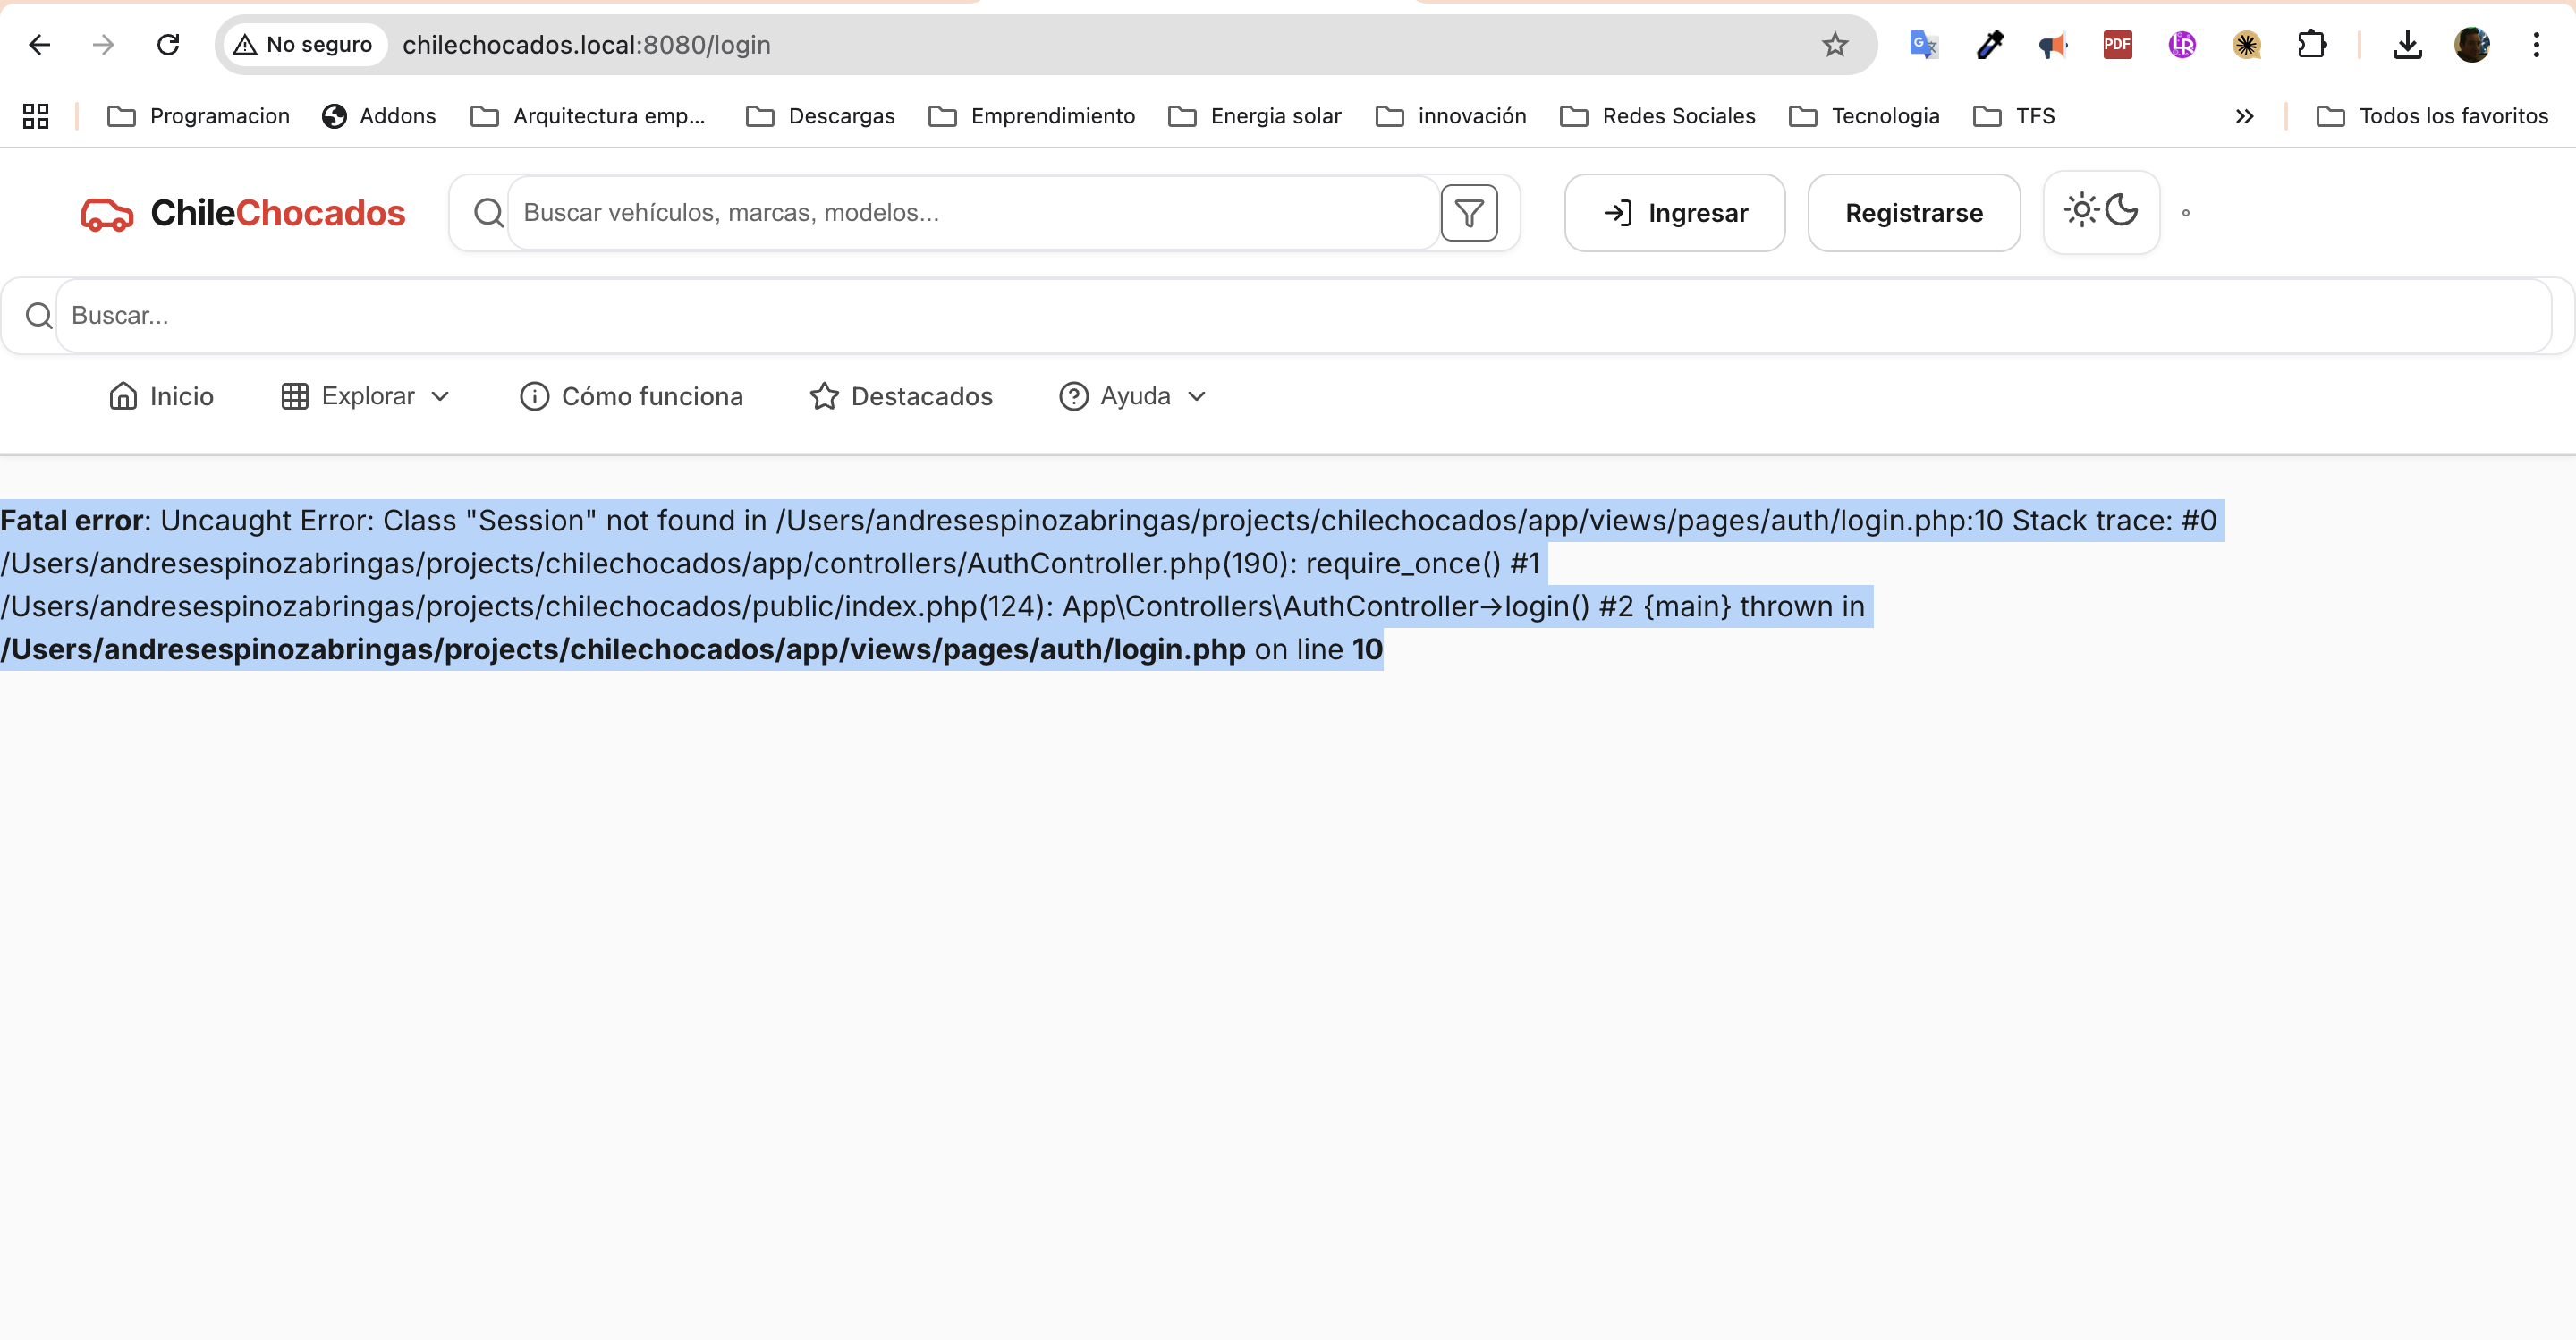 No seguro
chilechocados.local:8080/login
PDF
LR
Programacion
Addons
Arquitectura emp...
Descargas
Emprendimiento
Energia solar
innovación
Redes Sociales
Tecnologia
TFS
Todos los favoritos
ChileChocados
Buscar vehículos, marcas, modelos...
Ingresar
Registrarse
Buscar...
Inicio
Explorar
Cómo funciona
Destacados
Ayuda
Fatal error: Uncaught Error: Class "Session" not found in /Users/andresespinozabringas/projects/chilechocados/app/views/pages/auth/login.php:10 Stack trace: #0
/Users/andresespinozabringas/projects/chilechocados/app/controllers/AuthController.php(190): require_once() #1
/Users/andresespinozabringas/projects/chilechocados/public/index.php(124): App\Controllers\AuthController->login() #2 {main} thrown in
/Users/andresespinozabringas/projects/chilechocados/app/views/pages/auth/login.php on line 10